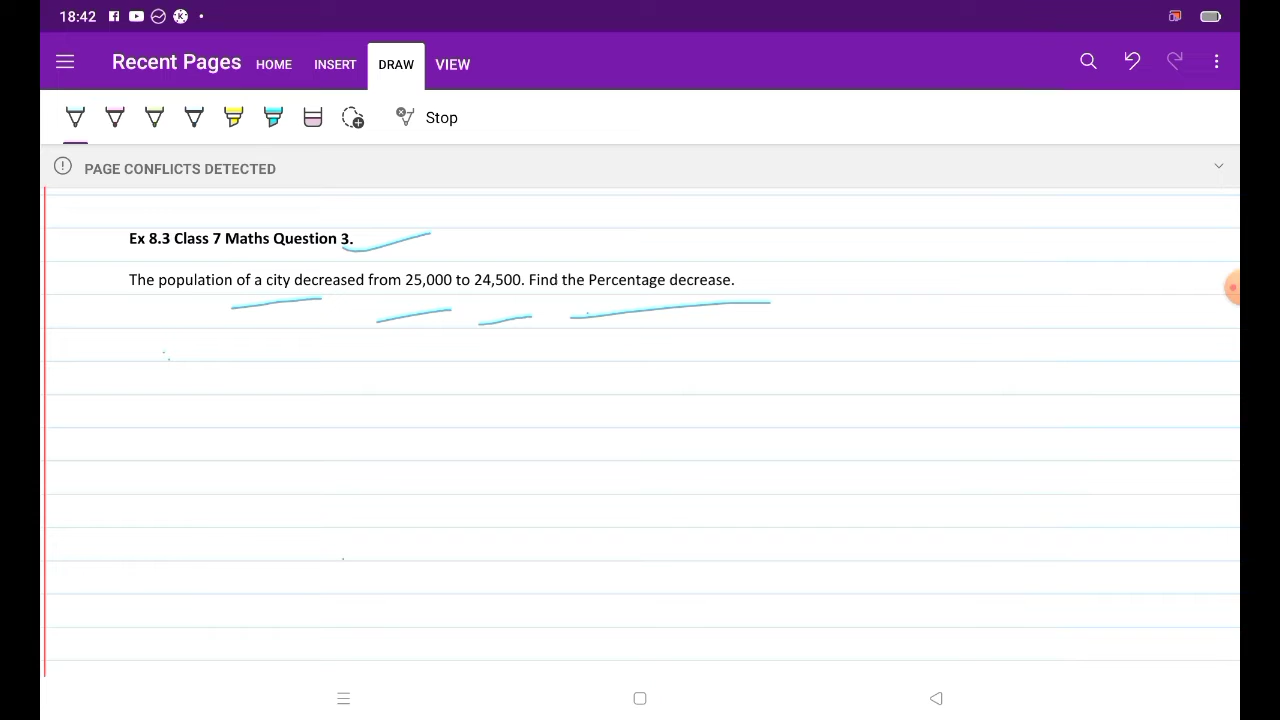 18:42
Recent Pages HOME INSERT DRAW VIEW
Stop
PAGE CONFLICTS DETECTED
Ex 8.3 Class 7 Maths Question 3.
The population of a city decreased from 25,000 to 24,500. Find the Percentage decrease.